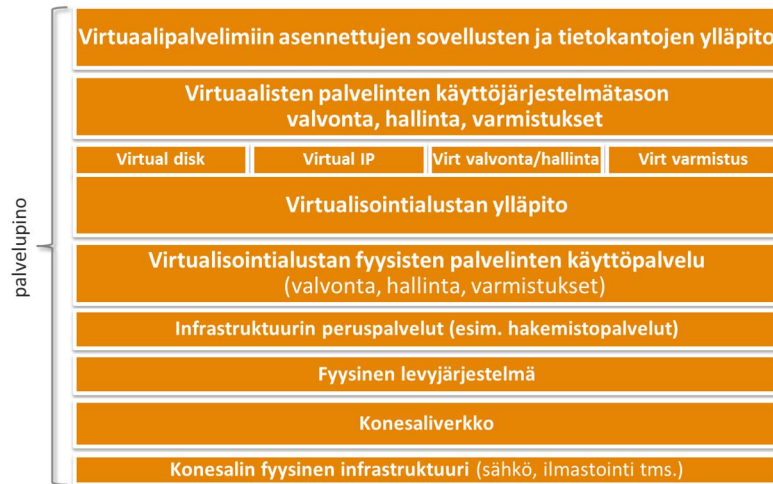 Virtuaalipalvelimiin asennettujen sovellusten ja tietokantojen ylläpito
Virtuaalisten palvelinten käyttöjärjestelmätason
valvonta, hallinta, varmistukset
Virtual disk
Virtual IP
Virt valvonta/hallinta
Virt varmistus
Virtualisointialustan ylläpito
Virtualisointialustan fyysisten palvelinten käyttöpalvelu
(valvonta, hallinta, varmistukset)
Infrastruktuurin peruspalvelut (esim. hakemistopalvelut)
Fyysinen levyjärjestelmä
Konesaliverkko
Konesalin fyysinen infrastruktuuri (sähkö, ilmastointi tms.)
palvelupino